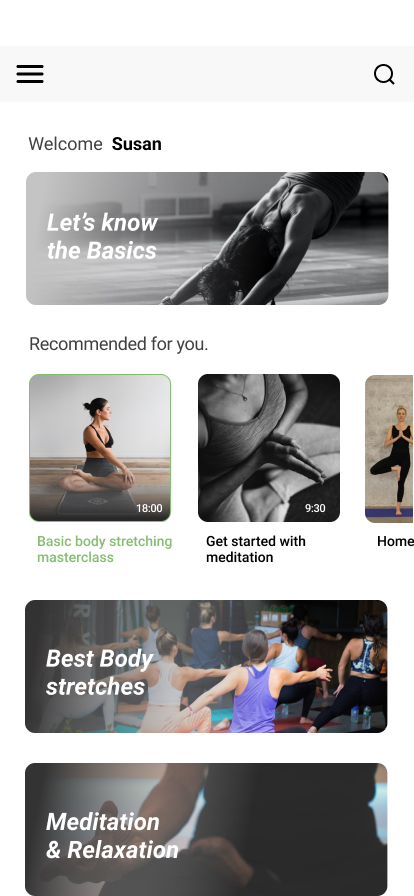 Welcome Susan
Let's know
the Basics
Recommended for you.
18:00
9:30
Basic body stretching
masterclass
Get started with
meditation
Home
Best Body
stretches
Meditation
& Relaxation